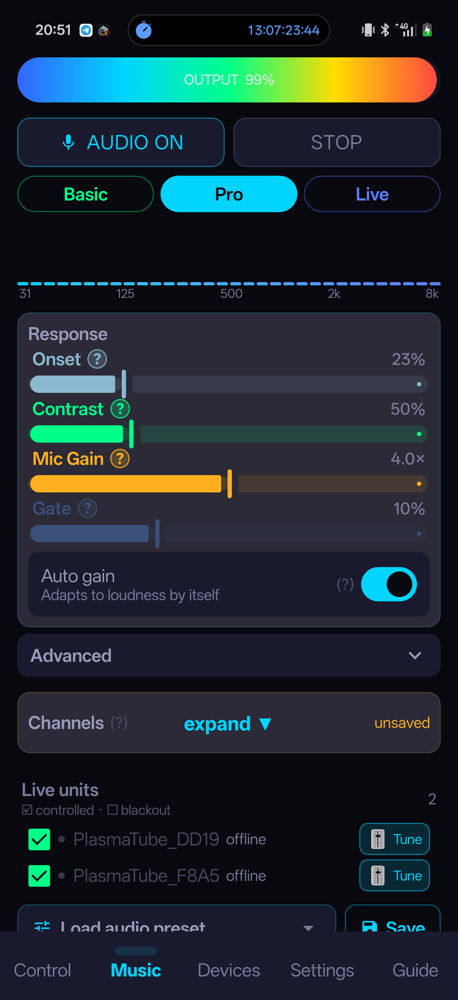 20:51
13:07:23:44
4G
OUTPUT 99%
AUDIO ON
STOP
Basic
Pro
Live
31
125
500
2k
8k
Response
Onset ?
23%
Contrast ?
50%
Mic Gain ?
4.0×
Gate ?
10%
Auto gain
Adapts to loudness by itself
(?)
Advanced
Channels (?)
expand ▼
unsaved
Live units
☑ controlled · ☐ blackout
2
PlasmaTube_DD19 offline
Tune
PlasmaTube_F8A5 offline
Tune
Load audio preset
Save
Control
Music
Devices
Settings
Guide